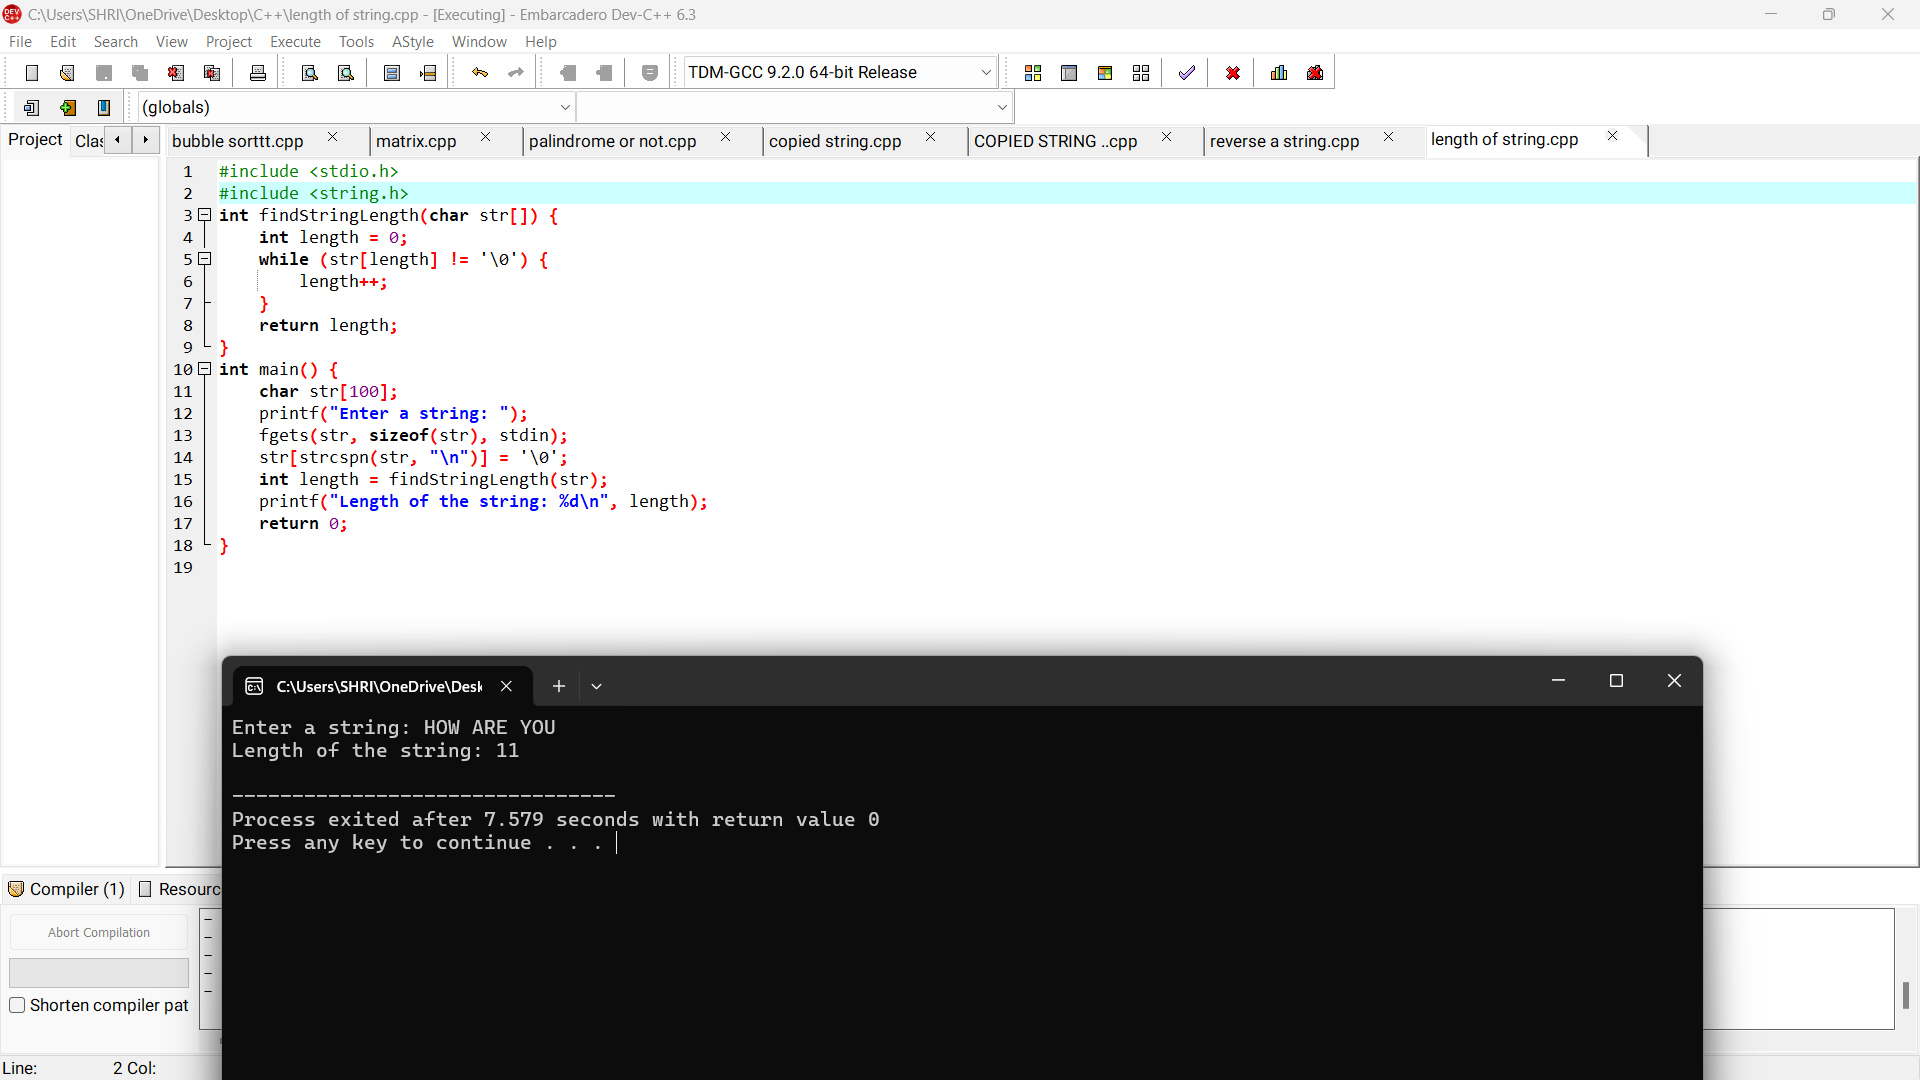 C:\Users\SHRI\OneDrive\Desktop\C++\length of string.cpp - [Executing] - Embarcadero Dev-C++ 6.3
File Edit Search View Project Execute Tools AStyle Window Help
TDM-GCC 9.2.0 64-bit Release
(globals)
Project Clas bubble sorttt.cpp matrix.cpp palindrome or not.cpp copied string.cpp COPIED STRING ..cpp reverse a string.cpp length of string.cpp
1 #include <stdio.h>
2 #include <string.h>
3 int findStringLength(char str[]) {
4     int length = 0;
5     while (str[length] != '\0') {
6         length++;
7     }
8     return length;
9 }
10 int main() {
11     char str[100];
12     printf("Enter a string: ");
13     fgets(str, sizeof(str), stdin);
14     str[strcspn(str, "\n")] = '\0';
15     int length = findStringLength(str);
16     printf("Length of the string: %d\n", length);
17     return 0;
18 }
19
C:\Users\SHRI\OneDrive\Desk
Enter a string: HOW ARE YOU
Length of the string: 11
--------------------------------
Process exited after 7.579 seconds with return value 0
Press any key to continue . . .
Compiler (1) Resourc
Abort Compilation
Shorten compiler pat
Line: 2 Col: